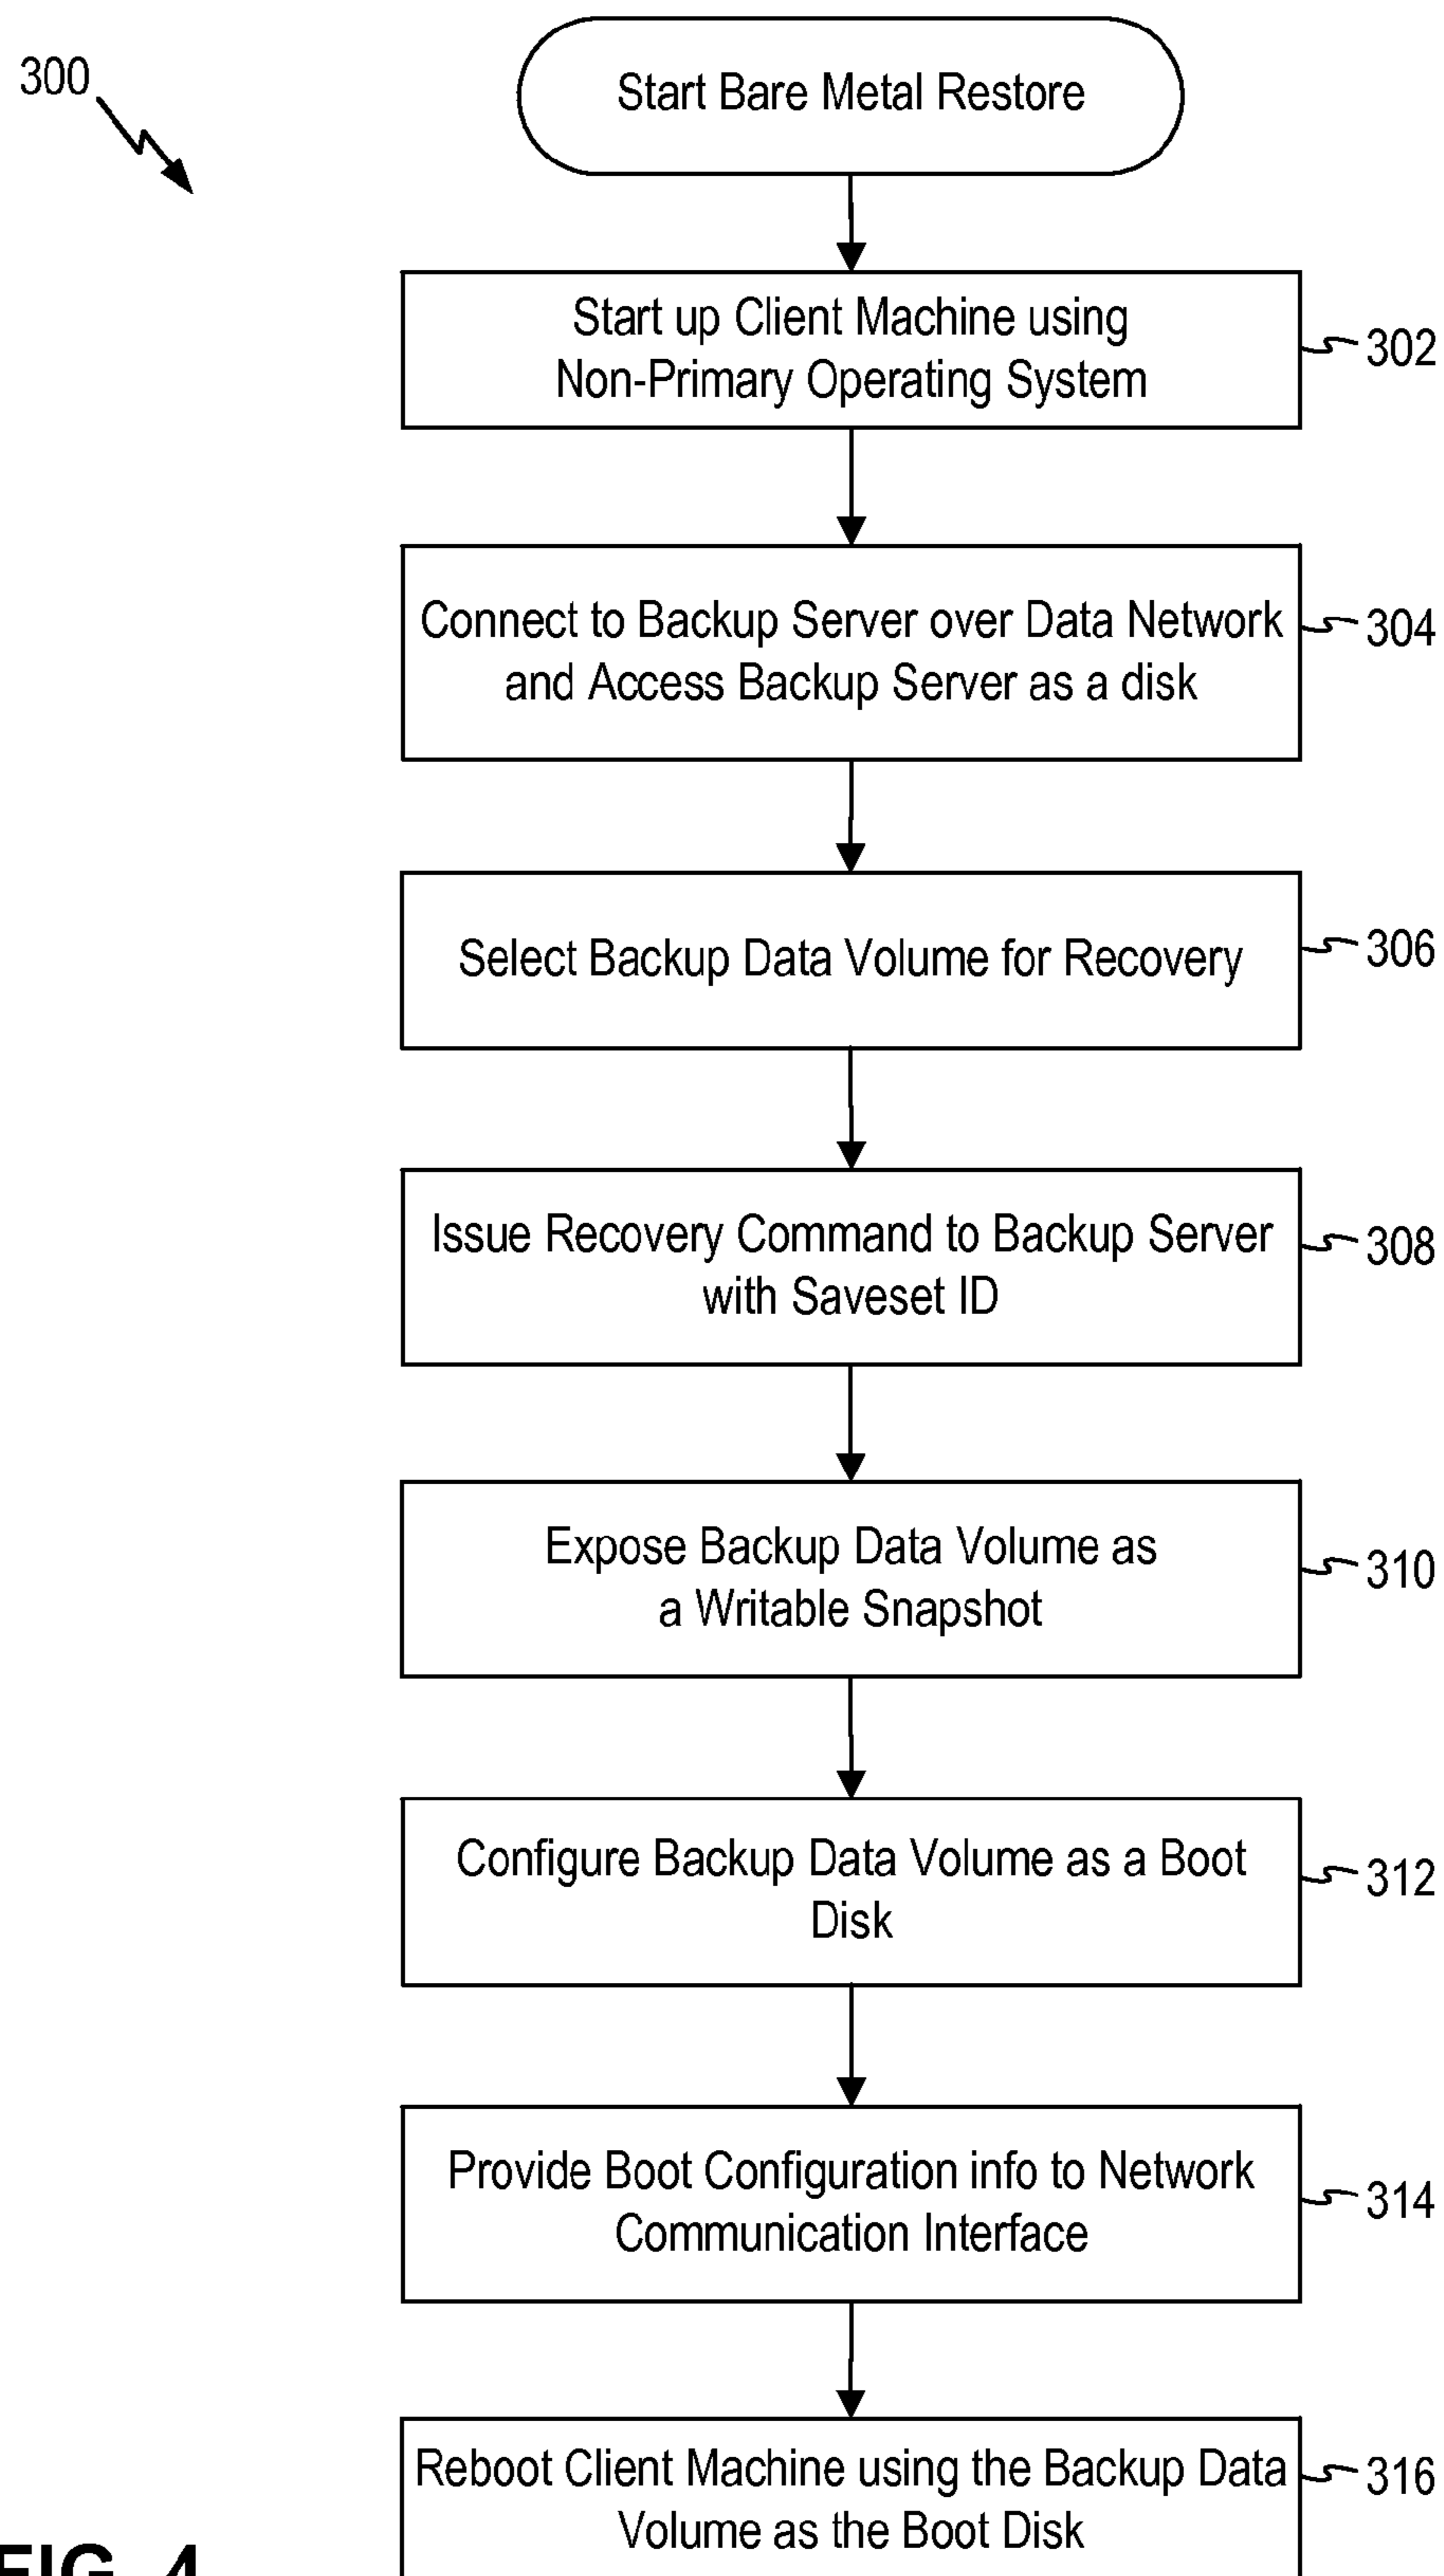 300
Start Bare Metal Restore
Start up Client Machine using
Non-Primary Operating System
302
Connect to Backup Server over Data Network
and Access Backup Server as a disk
304
Select Backup Data Volume for Recovery
306
Issue Recovery Command to Backup Server
with Saveset ID
308
Expose Backup Data Volume as
a Writable Snapshot
310
Configure Backup Data Volume as a Boot
Disk
312
Provide Boot Configuration info to Network
Communication Interface
314
Reboot Client Machine using the Backup Data
Volume as the Boot Disk
316
FIG. 4